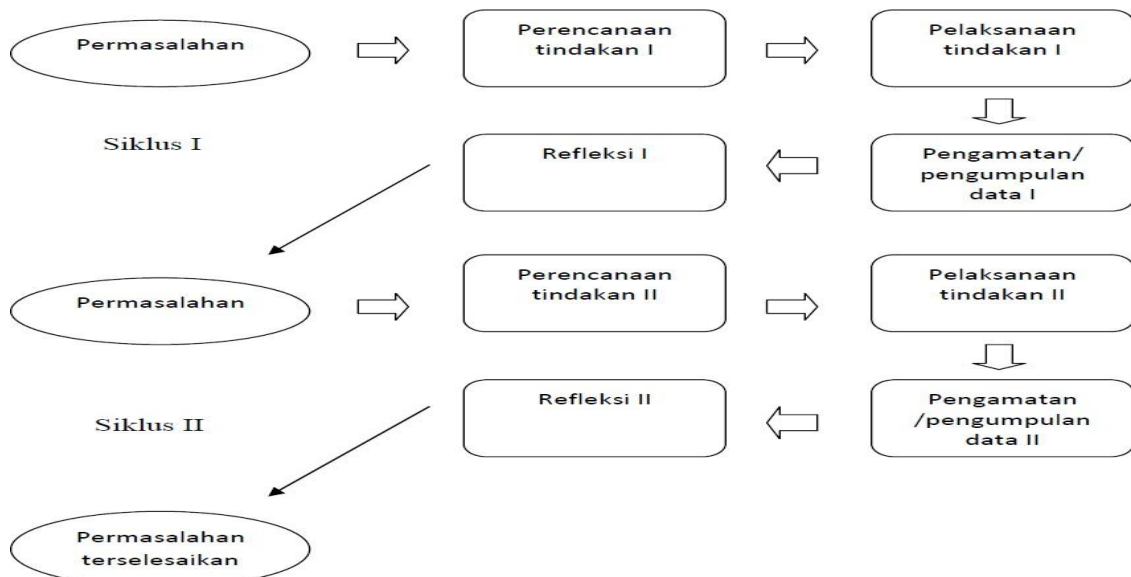 Permasalahan
Perencanaan
tindakan I
Pelaksanaan
tindakan I
Siklus I
Refleksi I
Pengamatan/
pengumpulan
data I
Permasalahan
Perencanaan
tindakan II
Pelaksanaan
tindakan II
Siklus II
Refleksi II
Pengamatan
/pengumpulan
data II
Permasalahan
terselesaikan